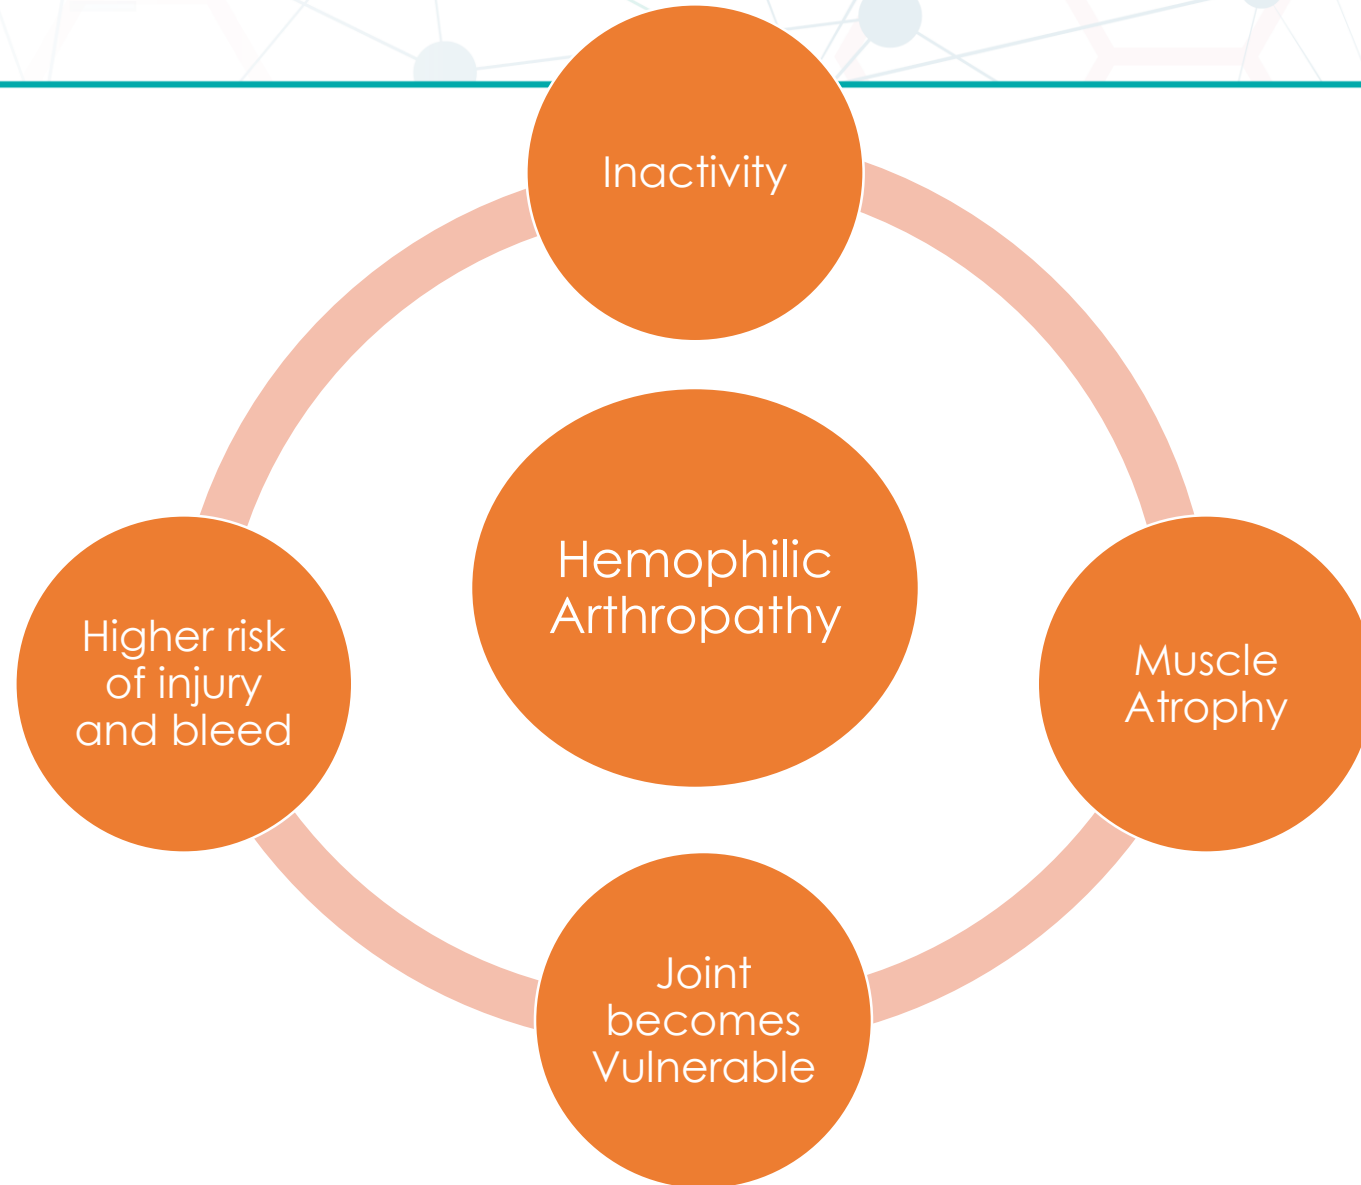 Inactivity
Hemophilic
Arthropathy
Higher risk
of injury
and bleed
Muscle
Atrophy
Joint
becomes
Vulnerable